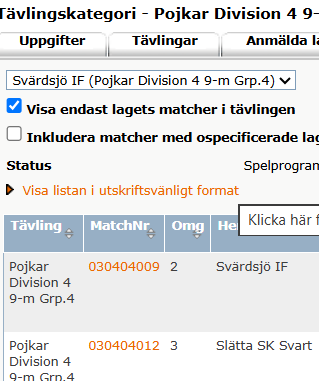 Tävlingskategori - Pojkar Division 4 9-
Uppgifter Tävlingar Anmälda
Svärdsjö IF (Pojkar Division 4 9-m Grp.4)
Visa endast lagets matcher i tävlingen
Inkludera matcher med ospecificerade
Status Spelprogram
Visa listan i utskriftsvänligt format
Klicka här
Tävling MatchNr Omg
Pojkar 030404009 2 Svärdsjö IF
Division 4
9-m Grp.4
Pojkar 030404012 3 Slätta SK Svart
Division 4
9-m Grp.4